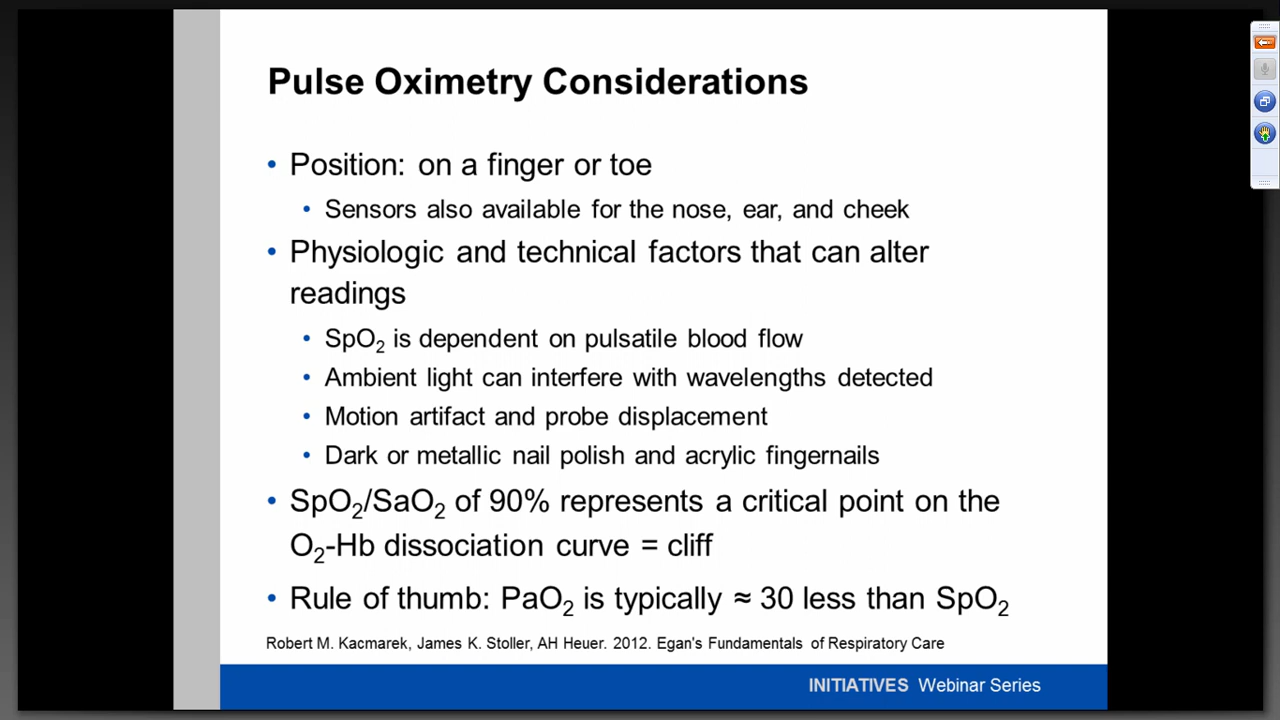 Pulse Oximetry Considerations
• Position: on a finger or toe
• Sensors also available for the nose, ear, and cheek
• Physiologic and technical factors that can alter
readings
• SpO₂ is dependent on pulsatile blood flow
• Ambient light can interfere with wavelengths detected
• Motion artifact and probe displacement
• Dark or metallic nail polish and acrylic fingernails
• SpO₂/SaO₂ of 90% represents a critical point on the
O₂-Hb dissociation curve = cliff
• Rule of thumb: PaO₂ is typically ≈ 30 less than SpO₂
Robert M. Kacmarek, James K. Stoller, AH Heuer. 2012. Egan's Fundamentals of Respiratory Care
INITIATIVES Webinar Series